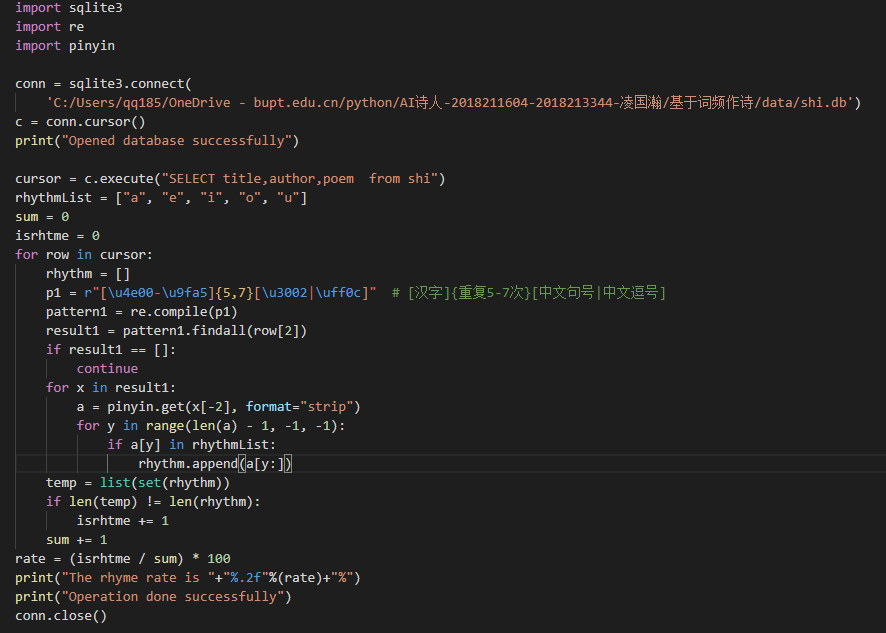 import sqlite3
import re
import pinyin
conn = sqlite3.connect(
    'C:/Users/qq185/OneDrive - bupt.edu.cn/python/AI诗人-2018211604-2018213344-凌国瀚/基于词频作诗/data/shi.db')
c = conn.cursor()
print("Opened database successfully")
cursor = c.execute("SELECT title,author,poem  from shi")
rhythmList = ["a", "e", "i", "o", "u"]
sum = 0
isrhtme = 0
for row in cursor:
    rhythm = []
    p1 = r"[\u4e00-\u9fa5]{5,7}[\u3002|\uff0c]"  # [汉字]{重复5-7次}[中文句号|中文逗号]
    pattern1 = re.compile(p1)
    result1 = pattern1.findall(row[2])
    if result1 == []:
        continue
    for x in result1:
        a = pinyin.get(x[-2], format="strip")
        for y in range(len(a) - 1, -1, -1):
            if a[y] in rhythmList:
                rhythm.append(a[y:])
    temp = list(set(rhythm))
    if len(temp) != len(rhythm):
        isrhtme += 1
    sum += 1
rate = (isrhtme / sum) * 100
print("The rhyme rate is "+"%.2f"%(rate)+"%")
print("Operation done successfully")
conn.close()